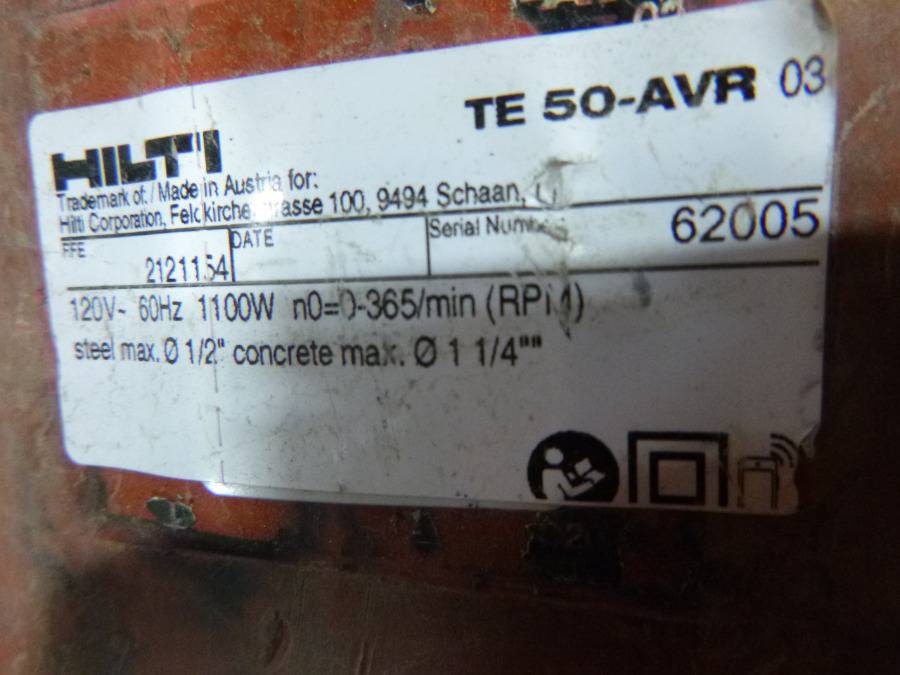 TE 50-AVR 03
HILTI
Trademark of: / Made in Austria for:
Hilti Corporation, 100, 9494 Schaan,
DATE Serial Number 62005
2121154
120V~ 60Hz 1100W n0=0-365/min (RPM)
steel max. Ø 1/2" concrete max. Ø 1 1/4""